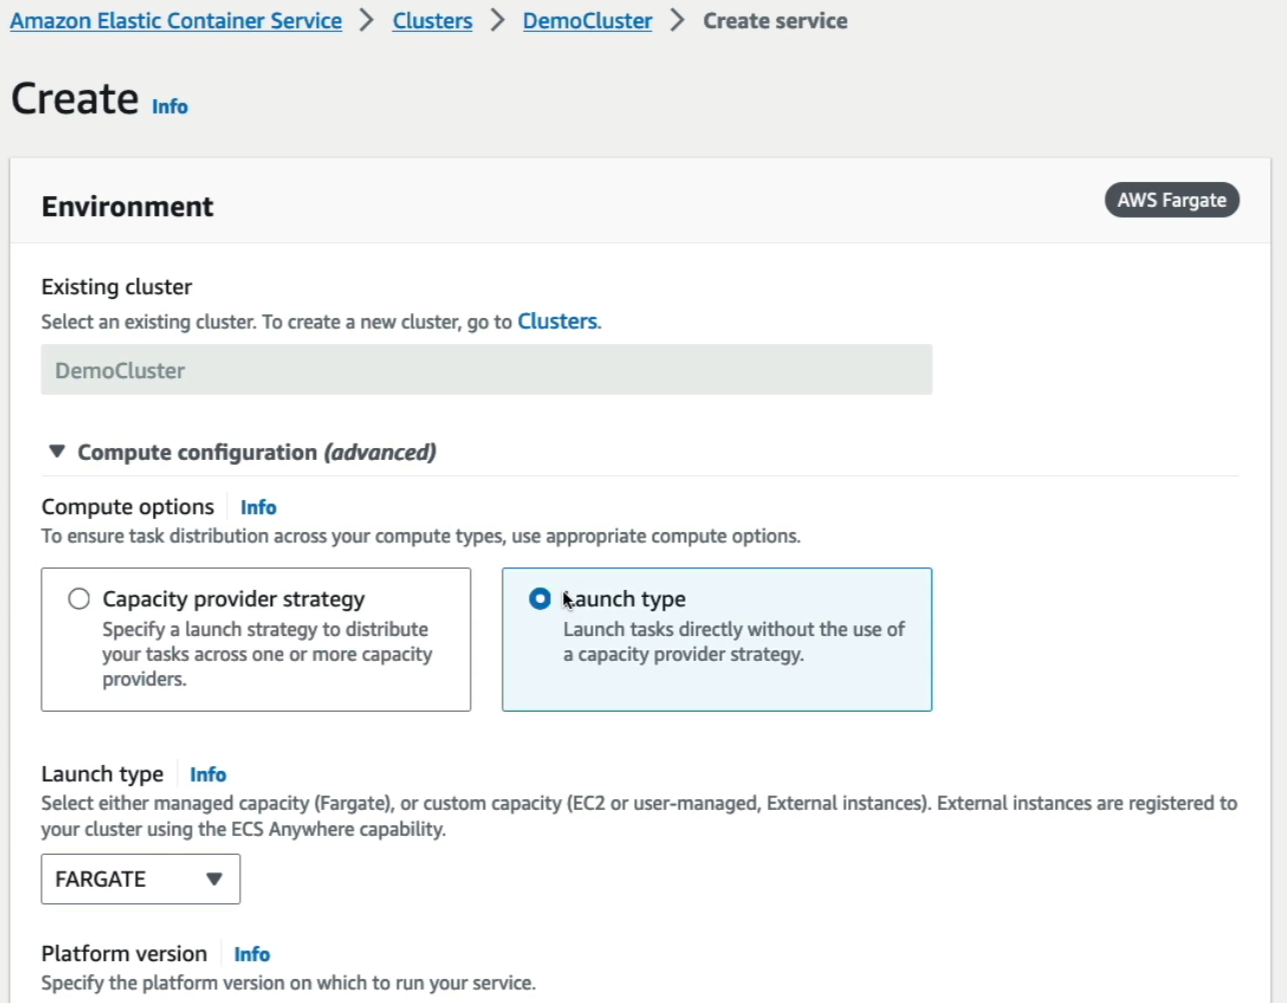 Amazon Elastic Container Service > Clusters > DemoCluster > Create service
Create Info
Environment
AWS Fargate
Existing cluster
Select an existing cluster. To create a new cluster, go to Clusters.
DemoCluster
Compute configuration (advanced)
Compute options Info
To ensure task distribution across your compute types, use appropriate compute options.
Capacity provider strategy
Specify a launch strategy to distribute
your tasks across one or more capacity
providers.
Launch type
Launch tasks directly without the use of
a capacity provider strategy.
Launch type Info
Select either managed capacity (Fargate), or custom capacity (EC2 or user-managed, External instances). External instances are registered to
your cluster using the ECS Anywhere capability.
FARGATE
Platform version Info
Specify the platform version on which to run your service.